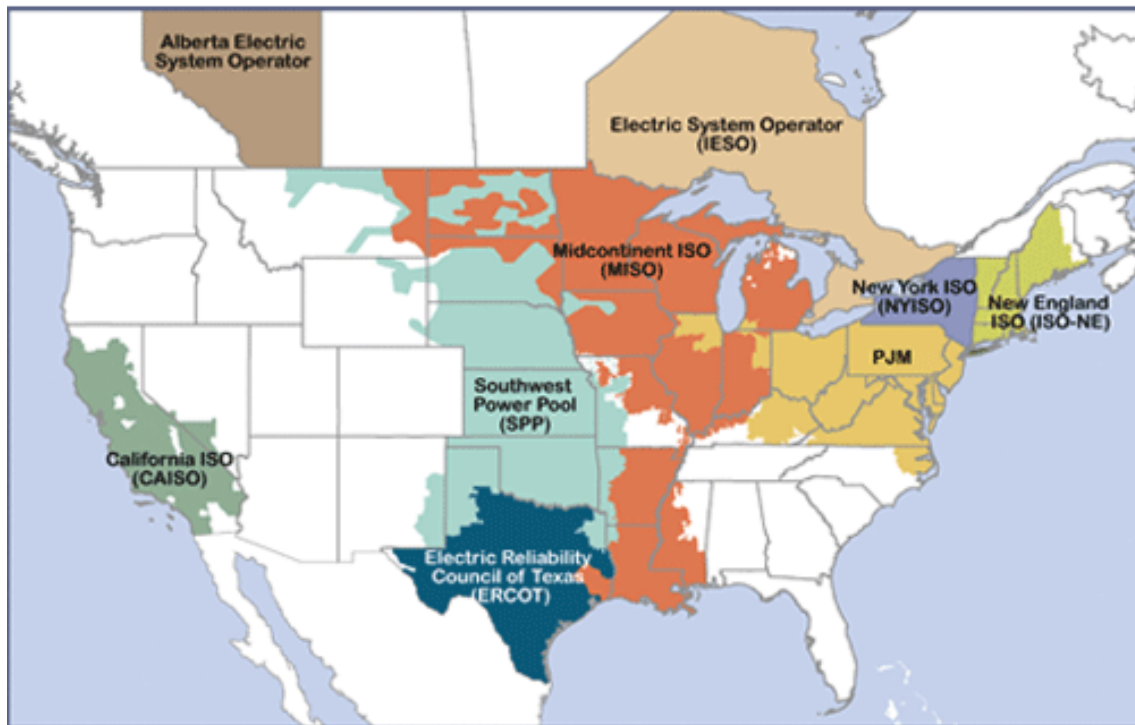 Alberta Electric
System Operator
Electric System Operator
(IESO)
Midcontinent ISO
(MISO)
New York ISO
(NYISO)
New England
ISO (ISO-NE)
PJM
Southwest
Power Pool
(SPP)
California ISO
(CAISO)
Electric Reliability
Council of Texas
(ERCOT)